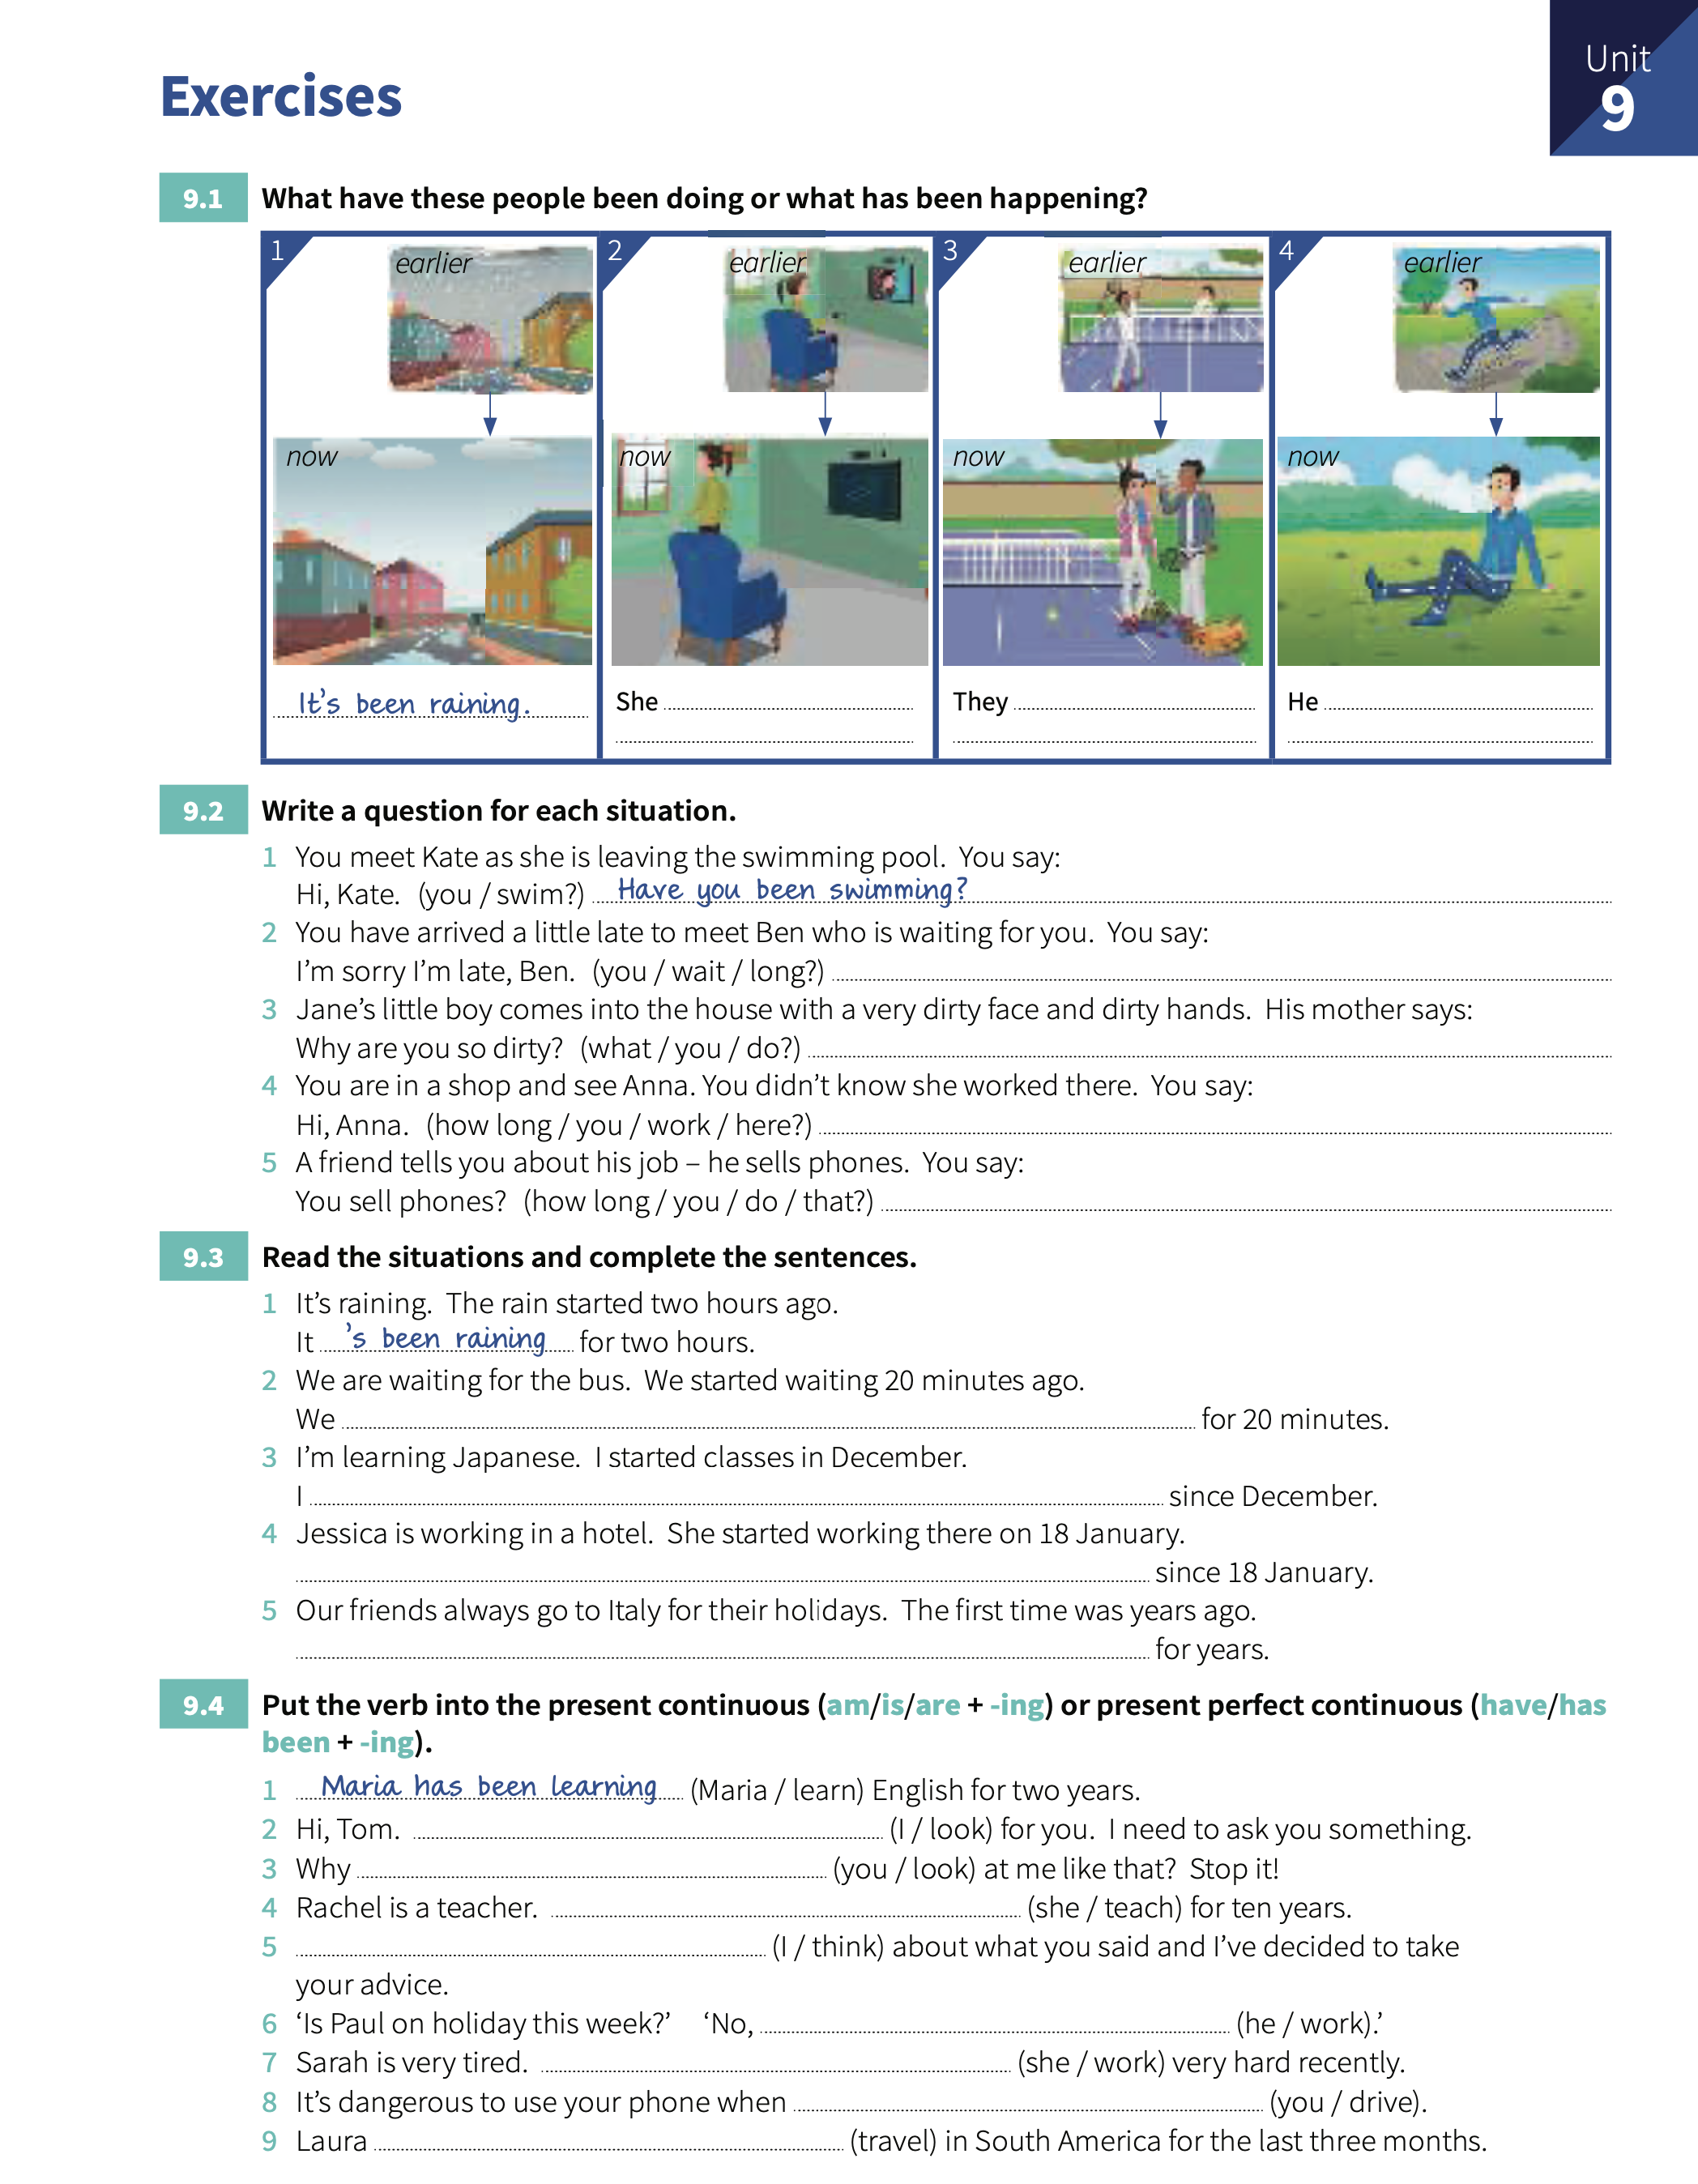 Unit
9
Exercises
9.1 What have these people been doing or what has been happening?
1 earlier
now
It's been raining.
2 earlier
now
She
3 earlier
now
They
4 earlier
now
He
9.2 Write a question for each situation.
1 You meet Kate as she is leaving the swimming pool. You say:
Hi, Kate. (you / swim?) Have you been swimming?
2 You have arrived a little late to meet Ben who is waiting for you. You say:
I'm sorry I'm late, Ben. (you / wait / long?)
3 Jane's little boy comes into the house with a very dirty face and dirty hands. His mother says:
Why are you so dirty? (what / you / do?)
4 You are in a shop and see Anna. You didn't know she worked there. You say:
Hi, Anna. (how long / you / work / here?)
5 A friend tells you about his job – he sells phones. You say:
You sell phones? (how long / you / do / that?)
9.3 Read the situations and complete the sentences.
1 It's raining. The rain started two hours ago.
It 's been raining for two hours.
2 We are waiting for the bus. We started waiting 20 minutes ago.
We for 20 minutes.
3 I'm learning Japanese. I started classes in December.
I since December.
4 Jessica is working in a hotel. She started working there on 18 January.
since 18 January.
5 Our friends always go to Italy for their holidays. The first time was years ago.
for years.
9.4 Put the verb into the present continuous (am/is/are + -ing) or present perfect continuous (have/has
been + -ing).
1 Maria has been learning (Maria / learn) English for two years.
2 Hi, Tom. (I / look) for you. I need to ask you something.
3 Why (you / look) at me like that? Stop it!
4 Rachel is a teacher. (she / teach) for ten years.
5 (I / think) about what you said and I've decided to take
your advice.
6 'Is Paul on holiday this week?' 'No, (he / work).'
7 Sarah is very tired. (she / work) very hard recently.
8 It's dangerous to use your phone when (you / drive).
9 Laura (travel) in South America for the last three months.